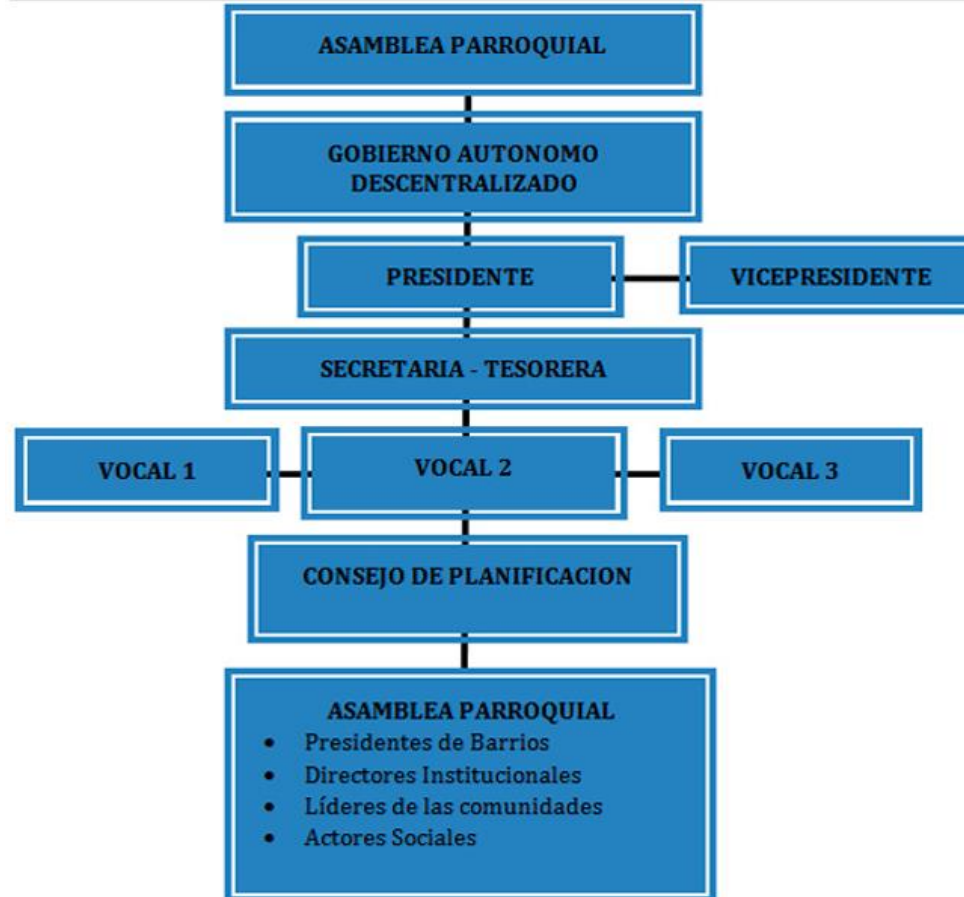 ASAMBLEA PARROQUIAL
GOBIERNO AUTONOMO
DESCENTRALIZADO
PRESIDENTE
VICEPRESIDENTE
SECRETARIA - TESORERA
VOCAL 1
VOCAL 2
VOCAL 3
CONSEJO DE PLANIFICACION
ASAMBLEA PARROQUIAL
• Presidentes de Barrios
• Directores Institucionales
• Líderes de las comunidades
• Actores Sociales